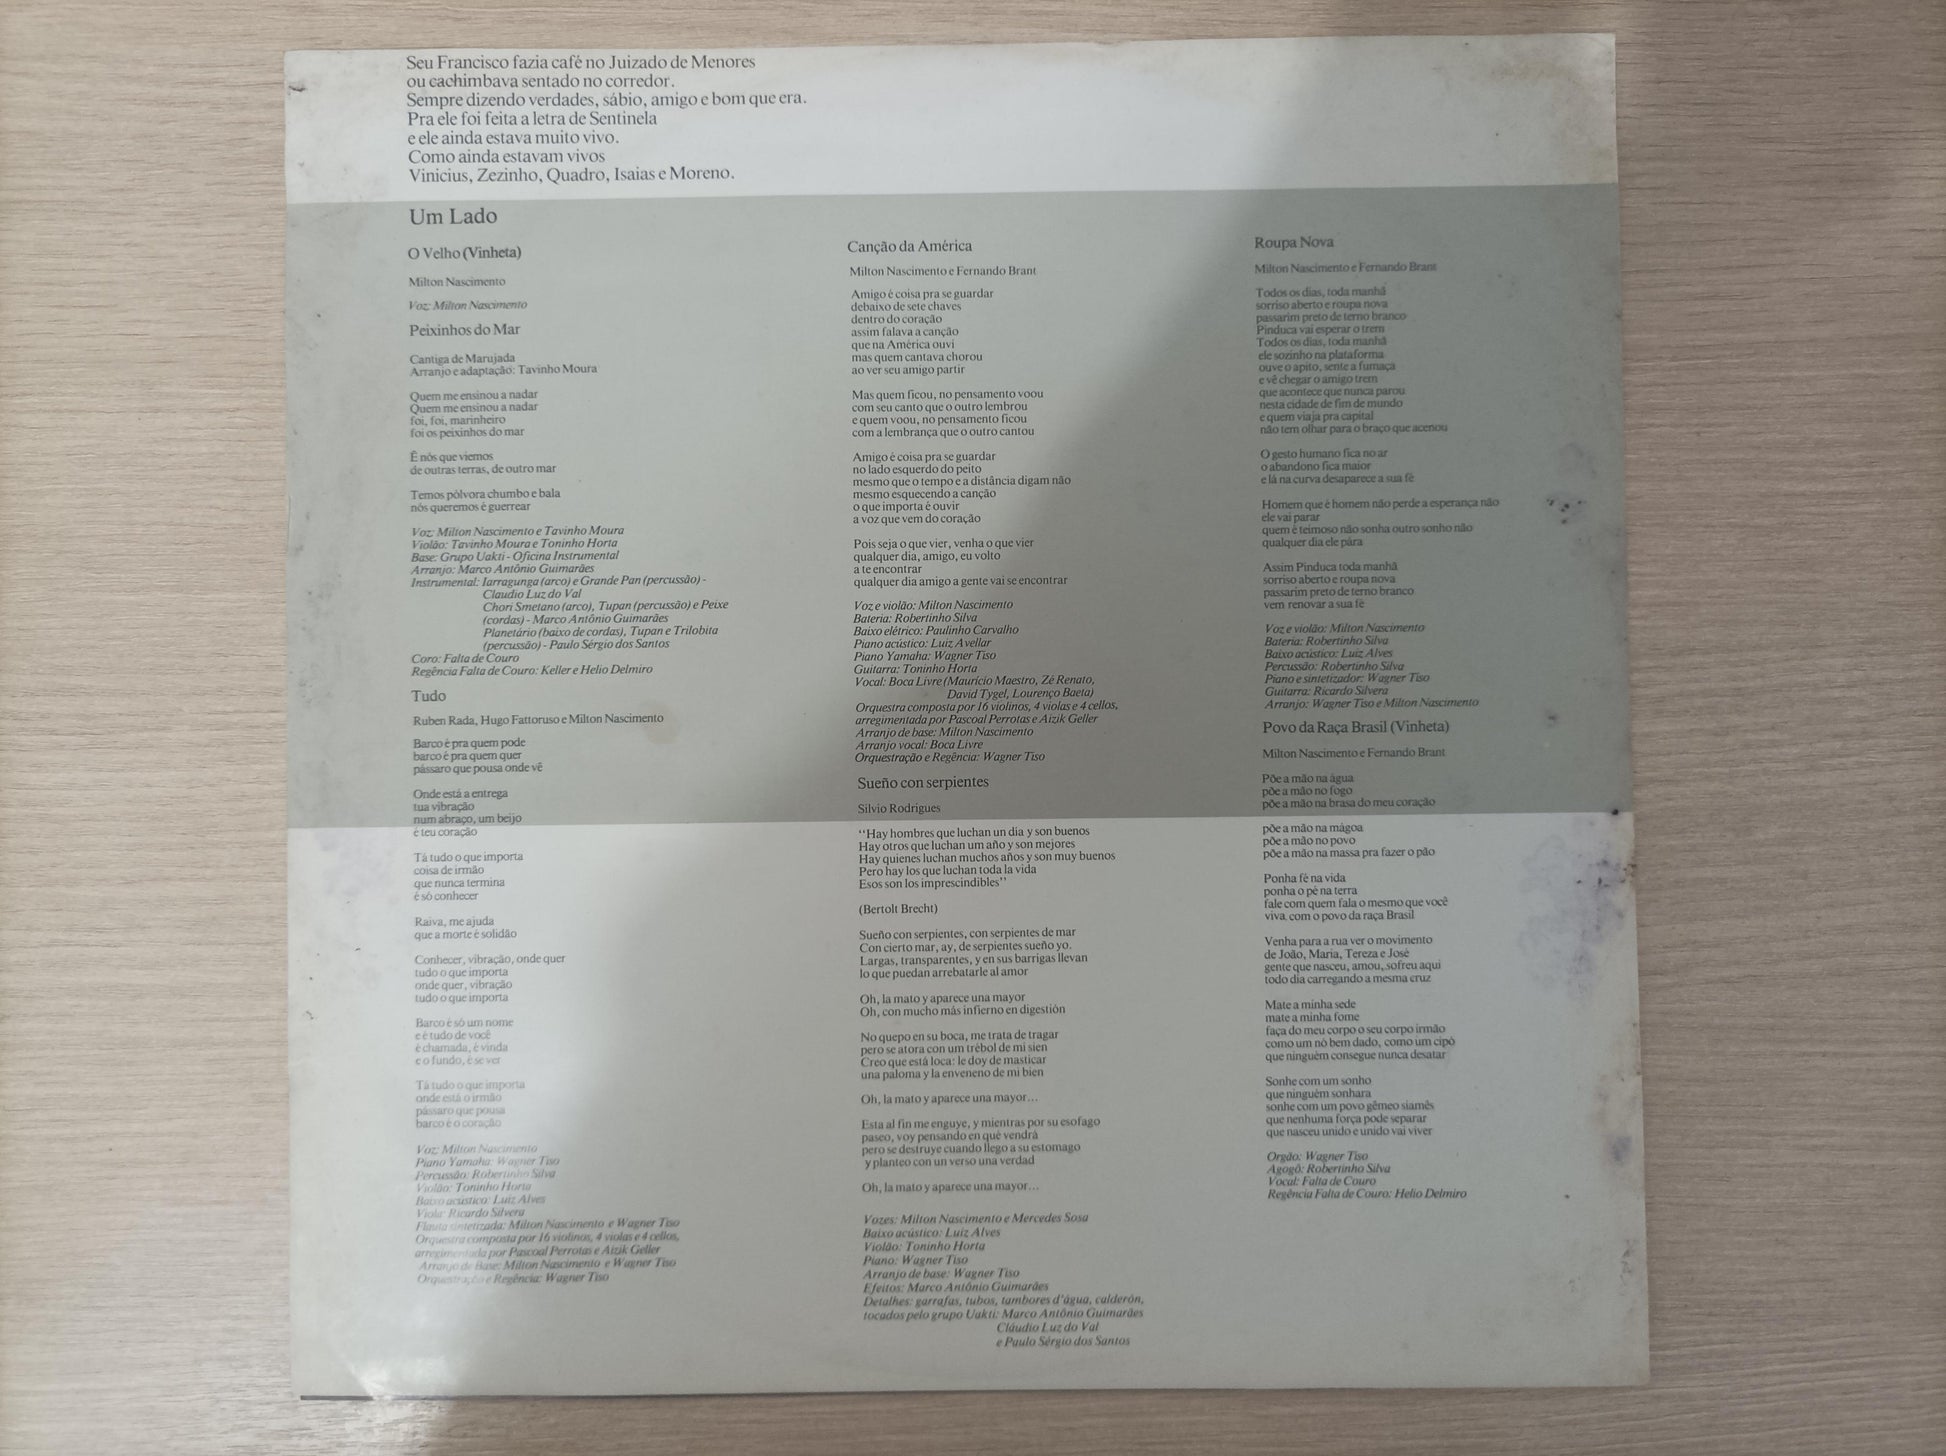 Seu Francisco fazia café no Juizado de Menores
ou cachimbava sentado no corredor.
Sempre dizendo verdades, sábio, amigo e bom que era.
Pra ele foi feita a letra de Sentinela
e ele ainda estava muito vivo.
Como ainda estavam vivos
Vinicius, Zezinho, Quadro, Isaias e Moreno.
Um Lado
O Velho (Vinheta)
Milton Nascimento
Voz: Milton Nascimento
Peixinhos do Mar
Cantiga de Marujada
Arranjo e adaptação: Tavinho Moura
Quem me ensinou a nadar
Quem me ensinou a nadar
foi, foi, marinheiro
foi os peixinhos do mar
Ê nós que viemos
de outras terras, de outro mar
Temos pólvora chumbo e bala
nós queremos é guerrear
Voz: Milton Nascimento e Tavinho Moura
Violão: Tavinho Moura e Toninho Horta
Base: Grupo Uakti - Oficina Instrumental
Arranjo: Marco Antônio Guimarães
Instrumental: Iarragunga (arco) e Grande Pan (percussão) -
Claudio Luz do Val
Chori Smetano (arco), Tupan (percussão) e Peixe
(cordas) - Marco Antônio Guimarães
Planetário (baixo de cordas), Tupan e Trilobita
(percussão) - Paulo Sérgio dos Santos
Coro: Falta de Couro
Regência Falta de Couro: Keller e Helio Delmiro
Tudo
Ruben Rada, Hugo Fattoruso e Milton Nascimento
Barco é pra quem pode
barco é pra quem quer
pássaro que pousa onde vê
Onde está a entrega
tua vibração
num abraço, um beijo
é teu coração
Tá tudo o que importa
coisa de irmão
que nunca termina
é só conhecer
Raiva, me ajuda
que a morte é solidão
Conhecer, vibração, onde quer
tudo o que importa
onde quer, vibração
tudo o que importa
Barco é só um nome
e é tudo de você
é chamada, é vinda
e o fundo, é se ver
Tá tudo o que importa
onde está o irmão
pássaro que pousa
barco é o coração
Voz: Milton Nascimento
Piano Yamaha: Wagner Tiso
Percussão: Robertinho Silva
Violão: Toninho Horta
Baixo acústico: Luiz Alves
Viola: Ricardo Silvera
Flauta sintetizada: Milton Nascimento e Wagner Tiso
Orquestra composta por 16 violinos, 4 violas e 4 cellos,
arregimentada por Pascoal Perrotas e Aizik Geller
Arranjo de Base: Milton Nascimento e Wagner Tiso
Orquestração e Regência: Wagner Tiso
Canção da América
Milton Nascimento e Fernando Brant
Amigo é coisa pra se guardar
debaixo de sete chaves
dentro do coração
assim falava a canção
que na América ouvi
mas quem cantava chorou
ao ver seu amigo partir
Mas quem ficou, no pensamento voou
com seu canto que o outro lembrou
e quem voou, no pensamento ficou
com a lembrança que o outro cantou
Amigo é coisa pra se guardar
no lado esquerdo do peito
mesmo que o tempo e a distância digam não
mesmo esquecendo a canção
o que importa é ouvir
a voz que vem do coração
Pois seja o que vier, venha o que vier
qualquer dia, amigo, eu volto
a te encontrar
qualquer dia amigo a gente vai se encontrar
Voz e violão: Milton Nascimento
Bateria: Robertinho Silva
Baixo elétrico: Paulinho Carvalho
Piano acústico: Luiz Avellar
Piano Yamaha: Wagner Tiso
Guitarra: Toninho Horta
Vocal: Boca Livre (Maurício Maestro, Zé Renato,
David Tygel, Lourenço Baeta)
Orquestra composta por 16 violinos, 4 violas e 4 cellos,
arregimentada por Pascoal Perrotas e Aizik Geller
Arranjo de base: Milton Nascimento
Arranjo vocal: Boca Livre
Orquestração e Regência: Wagner Tiso
Sueño con serpientes
Silvio Rodrigues
"Hay hombres que luchan un dia y son buenos
Hay otros que luchan um año y son mejores
Hay quienes luchan muchos años y son muy buenos
Pero hay los que luchan toda la vida
Esos son los imprescindibles"
(Bertolt Brecht)
Sueño con serpientes, con serpientes de mar
Con cierto mar, ay, de serpientes sueño yo.
Largas, transparentes, y en sus barrigas llevan
lo que puedan arrebatarle al amor
Oh, la mato y aparece una mayor
Oh, con mucho más infierno en digestión
No quepo en su boca, me trata de tragar
pero se atora con un trébol de mi sien
Creo que está loca: le doy de masticar
una paloma y la enveneno de mi bien
Oh, la mato y aparece una mayor...
Esta al fin me enguye, y mientras por su esofago
paseo, voy pensando en qué vendrá
pero se destruye cuando llego a su estomago
y planteo con un verso una verdad
Oh, la mato y aparece una mayor...
Vozes: Milton Nascimento e Mercedes Sosa
Baixo acústico: Luiz Alves
Violão: Toninho Horta
Piano: Wagner Tiso
Arranjo de base: Wagner Tiso
Efeitos: Marco Antônio Guimarães
Detalhes: garrafas, tubos, tambores d'água, calderón,
tocados pelo grupo Uakti: Marco Antônio Guimarães
Cláudio Luz do Val
e Paulo Sérgio dos Santos
Roupa Nova
Milton Nascimento e Fernando Brant
Todos os dias, toda manhã
sorriso aberto e roupa nova
passarim preto de terno branco
Pinduca vai esperar o trem
Todos os dias, toda manhã
ele sozinho na plataforma
ouve o apito, sente a fumaça
e vê chegar o amigo trem
que acontece que nunca parou
nesta cidade de fim de mundo
e quem viaja pra capital
não tem olhar para o braço que acenou
O gesto humano fica no ar
o abandono fica maior
e lá na curva desaparece a sua fé
Homem que é homem não perde a esperança não
ele vai parar
quem é teimoso não sonha outro sonho não
qualquer dia ele pára
Assim Pinduca toda manhã
sorriso aberto e roupa nova
passarim preto de terno branco
vem renovar a sua fé
Voz e violão: Milton Nascimento
Bateria: Robertinho Silva
Baixo acústico: Luiz Alves
Percussão: Robertinho Silva
Piano e sintetizador: Wagner Tiso
Guitarra: Ricardo Silvera
Arranjo: Wagner Tiso e Milton Nascimento
Povo da Raça Brasil (Vinheta)
Milton Nascimento e Fernando Brant
Põe a mão na água
põe a mão no fogo
põe a mão na brasa do meu coração
põe a mão na mágoa
põe a mão no povo
põe a mão na massa pra fazer o pão
Ponha fé na vida
ponha o pé na terra
fale com quem fala o mesmo que você
viva com o povo da raça Brasil
Venha para a rua ver o movimento
de João, Maria, Tereza e José
gente que nasceu, amou, sofreu aqui
todo dia carregando a mesma cruz
Mate a minha sede
mate a minha fome
faça do meu corpo o seu corpo irmão
como um nó bem dado, como um cipó
que ninguém consegue nunca desatar
Sonhe com um sonho
que ninguém sonhara
sonhe com um povo gêmeo siamês
que nenhuma força pode separar
que nasceu unido e unido vai viver
Orgão: Wagner Tiso
Agogô: Robertinho Silva
Vocal: Falta de Couro
Regência Falta de Couro: Helio Delmiro